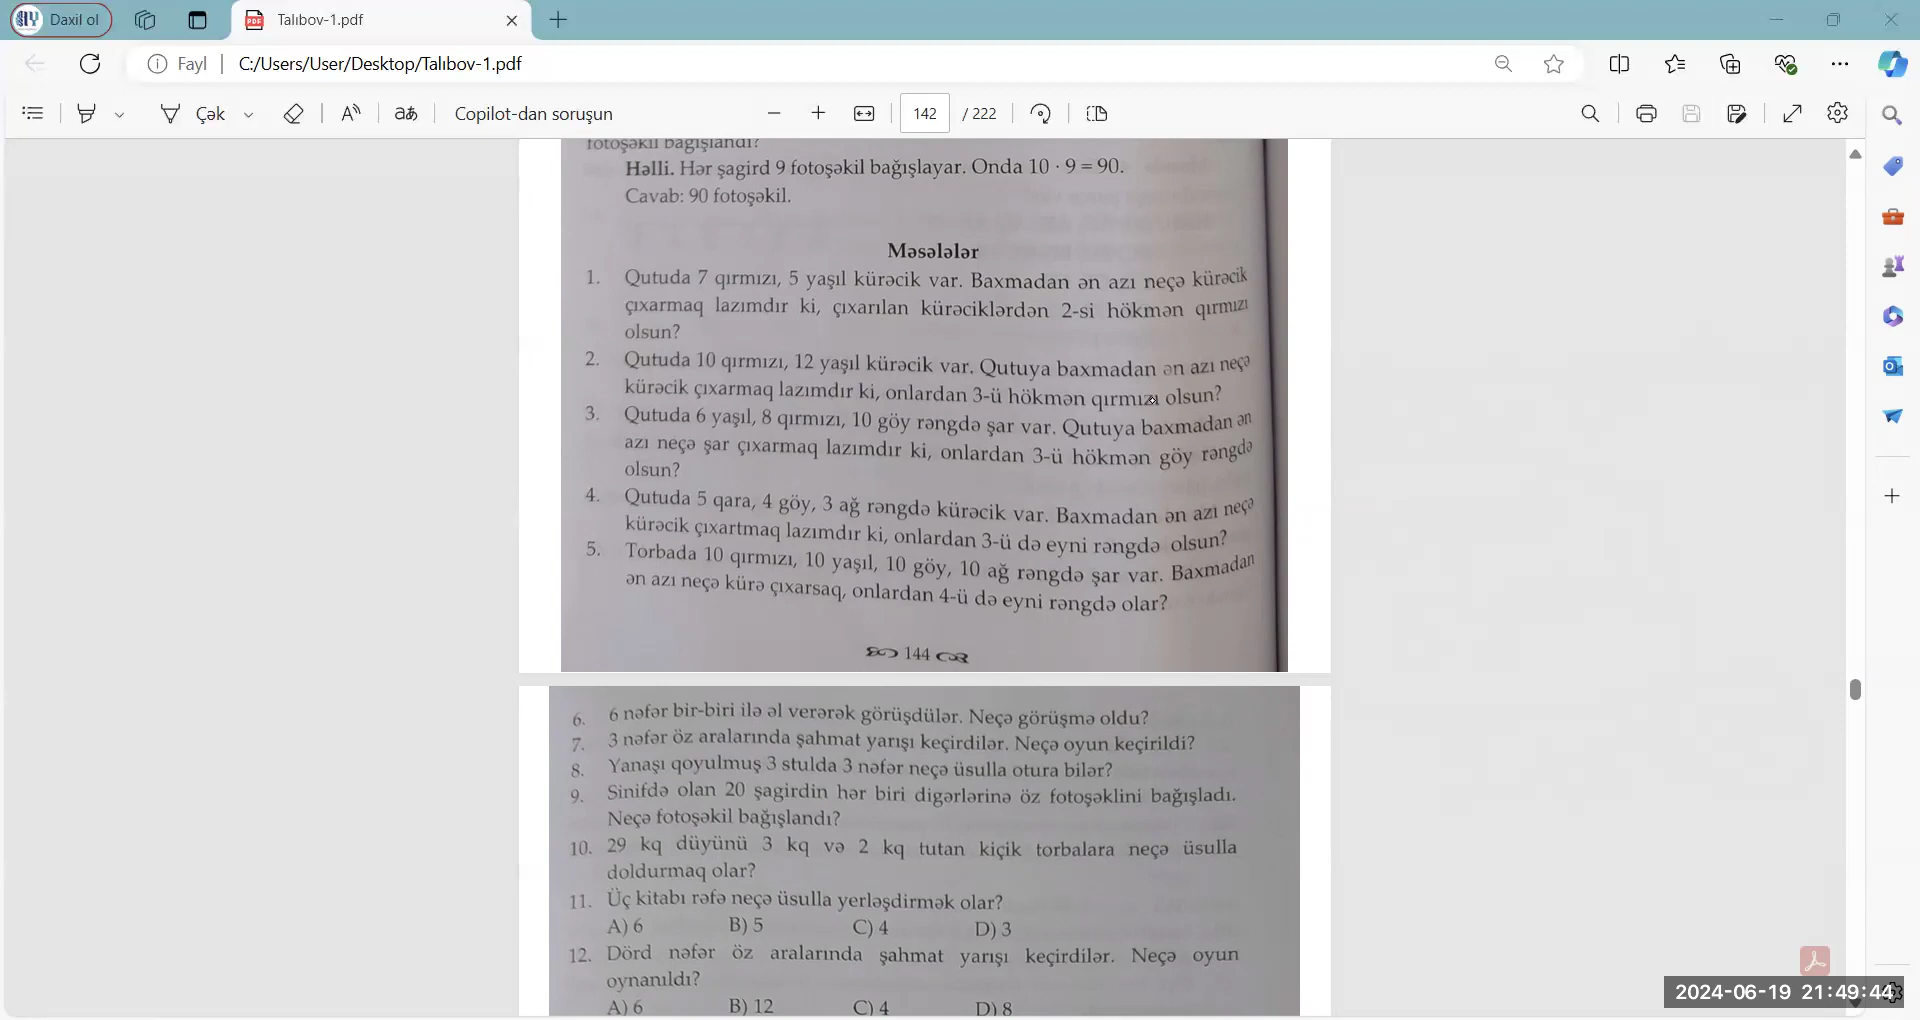 Daxil ol
Talıbov-1.pdf
Fayl
C:/Users/User/Desktop/Talıbov-1.pdf
Çək
Copilot-dan soruşun
142 / 222
fotoşəkil bağışlandı?
Həlli. Hər şagird 9 fotoşəkil bağışlayar. Onda 10 · 9 = 90.
Cavab: 90 fotoşəkil.
Məsələlər
1. Qutuda 7 qırmızı, 5 yaşıl kürəcik var. Baxmadan ən azı neçə kürəcik
çıxarmaq lazımdır ki, çıxarılan kürəciklərdən 2-si hökmən qırmızı
olsun?
2. Qutuda 10 qırmızı, 12 yaşıl kürəcik var. Qutuya baxmadan ən azı neçə
kürəcik çıxarmaq lazımdır ki, onlardan 3-ü hökmən qırmızı olsun?
3. Qutuda 6 yaşıl, 8 qırmızı, 10 göy rəngdə şar var. Qutuya baxmadan ən
azı neçə şar çıxarmaq lazımdır ki, onlardan 3-ü hökmən göy rəngdə
olsun?
4. Qutuda 5 qara, 4 göy, 3 ağ rəngdə kürəcik var. Baxmadan ən azı neçə
kürəcik çıxartmaq lazımdır ki, onlardan 3-ü də eyni rəngdə olsun?
5. Torbada 10 qırmızı, 10 yaşıl, 10 göy, 10 ağ rəngdə şar var. Baxmadan
ən azı neçə kürə çıxarsaq, onlardan 4-ü də eyni rəngdə olar?
144
6. 6 nəfər bir-biri ilə əl verərək görüşdülər. Neçə görüşmə oldu?
7. 3 nəfər öz aralarında şahmat yarışı keçirdilər. Neçə oyun keçirildi?
8. Yanaşı qoyulmuş 3 stulda 3 nəfər neçə üsulla otura bilər?
9. Sinifdə olan 20 şagirdin hər biri digərlərinə öz fotoşəklini bağışladı.
Neçə fotoşəkil bağışlandı?
10. 29 kq düyünü 3 kq və 2 kq tutan kiçik torbalara neçə üsulla
doldurmaq olar?
11. Üç kitabı rəfə neçə üsulla yerləşdirmək olar?
A) 6 B) 5 C) 4 D) 3
12. Dörd nəfər öz aralarında şahmat yarışı keçirdilər. Neçə oyun
oynanıldı?
A) 6 B) 12 C) 4 D) 8
2024-06-19 21:49:44